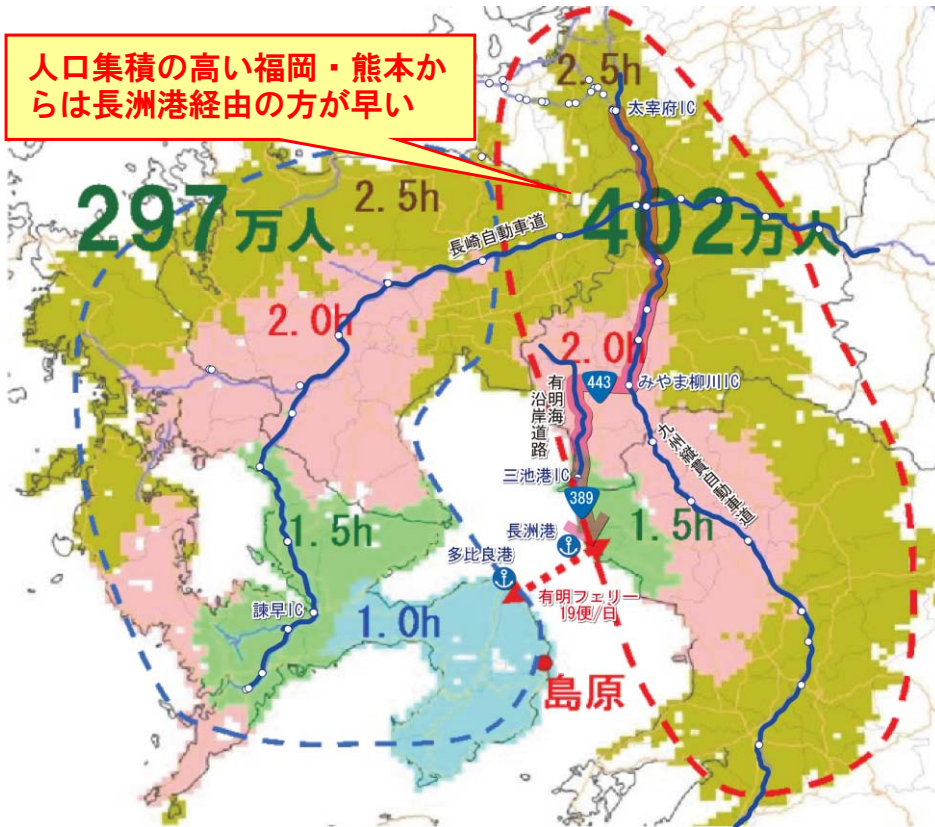 人口集積の高い福岡・熊本か
らは長洲港経由の方が早い
2.5h
太宰府IC
297万人
2.5h
402万人
長崎自動車道
2.0h
2.0h
443
みやま柳川IC
有明海
沿岸道路
九州縦貫自動車道
三池港IC
389
1.5h
1.5h
長洲港
多比良港
有明フェリー
19便/日
諫早IC
1.0h
島原